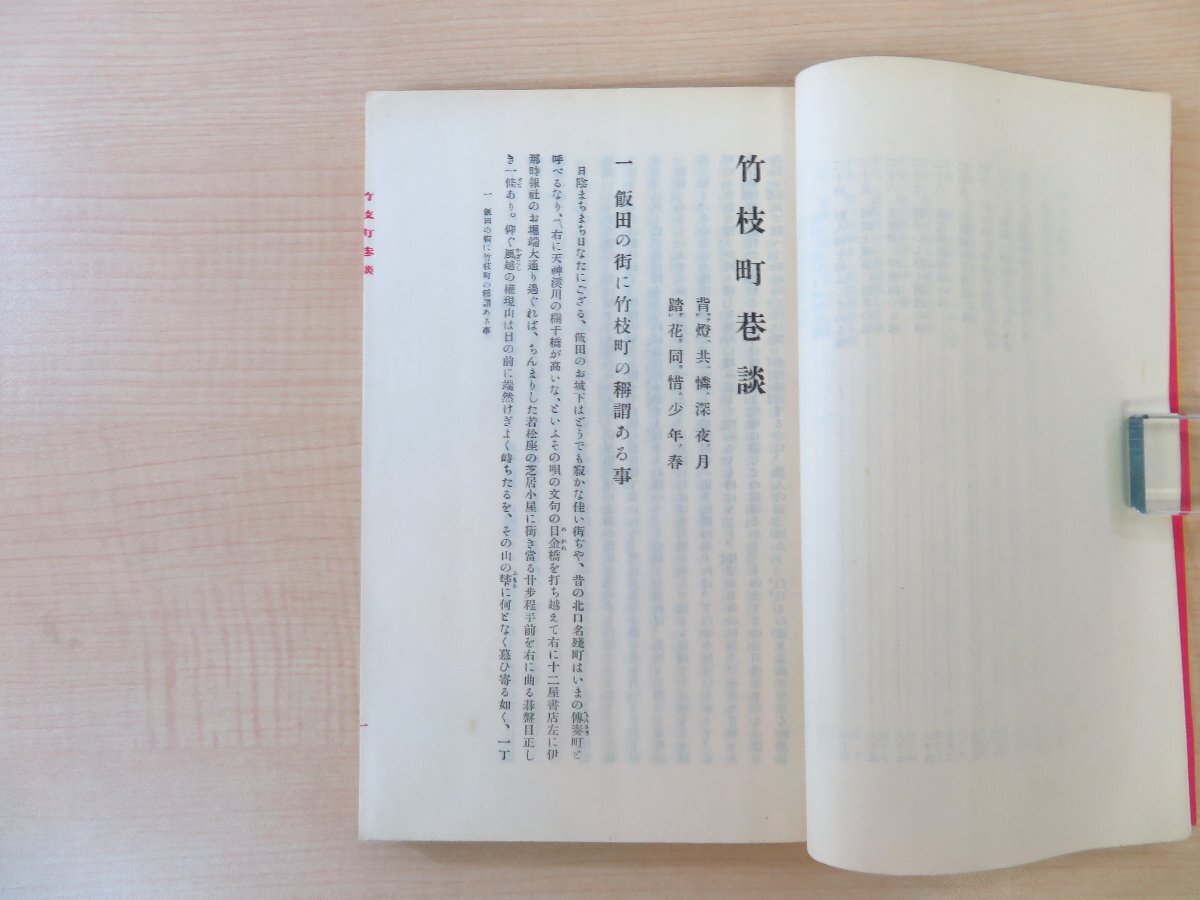 竹枝町巷談
背燈共憐深夜月
踏花同惜少年春
一 飯田の街に竹枝町の稱謂ある事
日陰まちまち日なたにござる、飯田のお城下はどうでも寂かな佳い街ぢや、昔の北口名殘町はいまの傳奏町と
呼べるなり、右に天神溪川の欄干橋が高いな、といふその唄の文句の目金橋を打ち越えて右に十二屋書店左に伊
那時報社のお堀端大通り過ぐれば、ちんまりした若松座の芝居小屋に衝き當る廿歩程手前を右に曲る碁盤目正し
き一條あり。仰ぐ風越の權現山は目の前に端然けざよく峙ちたるを、その山の麓に何となく慕ひ寄る如く、一丁
一 飯田の街に竹枝町の稱謂ある事
竹枝町巷談
一